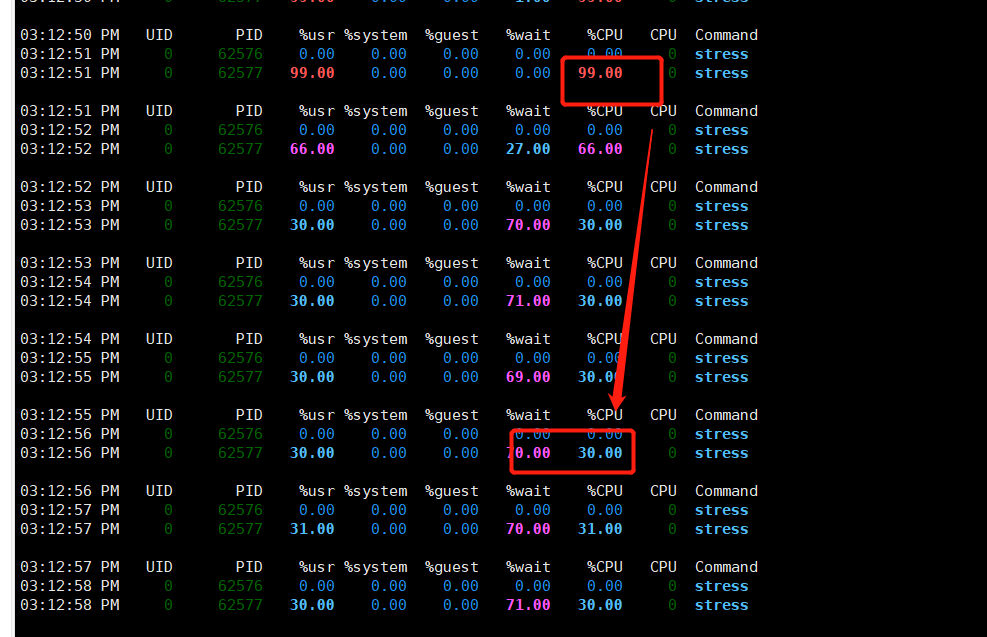 03:12:50 PM 62577 99.00 0.00 0.00 1.00 99.00 stress
03:12:50 PM UID PID %usr %system %guest %wait %CPU CPU Command
03:12:51 PM 0 62576 0.00 0.00 0.00 0.00 0.00 0 stress
03:12:51 PM 0 62577 99.00 0.00 0.00 0.00 99.00 0 stress
03:12:51 PM UID PID %usr %system %guest %wait %CPU CPU Command
03:12:52 PM 0 62576 0.00 0.00 0.00 0.00 0.00 0 stress
03:12:52 PM 0 62577 66.00 0.00 0.00 27.00 66.00 0 stress
03:12:52 PM UID PID %usr %system %guest %wait %CPU CPU Command
03:12:53 PM 0 62576 0.00 0.00 0.00 0.00 0.00 0 stress
03:12:53 PM 0 62577 30.00 0.00 0.00 70.00 30.00 0 stress
03:12:53 PM UID PID %usr %system %guest %wait %CPU CPU Command
03:12:54 PM 0 62576 0.00 0.00 0.00 0.00 0.00 0 stress
03:12:54 PM 0 62577 30.00 0.00 0.00 71.00 30.00 0 stress
03:12:54 PM UID PID %usr %system %guest %wait %CPU CPU Command
03:12:55 PM 0 62576 0.00 0.00 0.00 0.00 0.00 0 stress
03:12:55 PM 0 62577 30.00 0.00 0.00 69.00 30.00 0 stress
03:12:55 PM UID PID %usr %system %guest %wait %CPU CPU Command
03:12:56 PM 0 62576 0.00 0.00 0.00 0.00 0.00 0 stress
03:12:56 PM 0 62577 30.00 0.00 0.00 70.00 30.00 0 stress
03:12:56 PM UID PID %usr %system %guest %wait %CPU CPU Command
03:12:57 PM 0 62576 0.00 0.00 0.00 0.00 0.00 0 stress
03:12:57 PM 0 62577 31.00 0.00 0.00 70.00 31.00 0 stress
03:12:57 PM UID PID %usr %system %guest %wait %CPU CPU Command
03:12:58 PM 0 62576 0.00 0.00 0.00 0.00 0.00 0 stress
03:12:58 PM 0 62577 30.00 0.00 0.00 71.00 30.00 0 stress